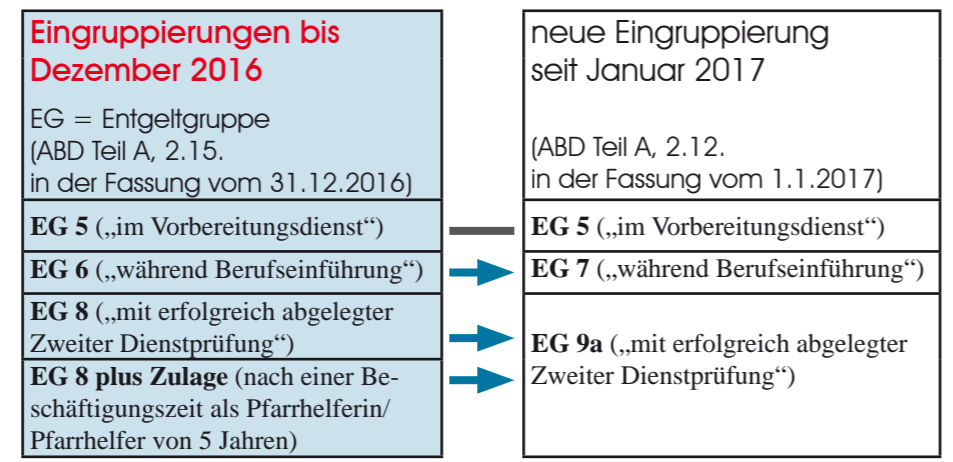 Eingruppierungen bis
Dezember 2016
EG = Entgeltgruppe
(ABD Teil A, 2.15.
in der Fassung vom 31.12.2016)
neue Eingruppierung
seit Januar 2017
(ABD Teil A, 2.12.
in der Fassung vom 1.1.2017)
EG 5 („im Vorbereitungsdienst“)
EG 5 („im Vorbereitungsdienst“)
EG 6 („während Berufseinführung“)
EG 7 („während Berufseinführung“)
EG 8 („mit erfolgreich abgelegter
Zweiter Dienstprüfung“)
EG 8 plus Zulage (nach einer Be-
schäftigungszeit als Pfarrhelferin/
Pfarrhelfer von 5 Jahren)
EG 9a („mit erfolgreich abgelegter
Zweiter Dienstprüfung“)